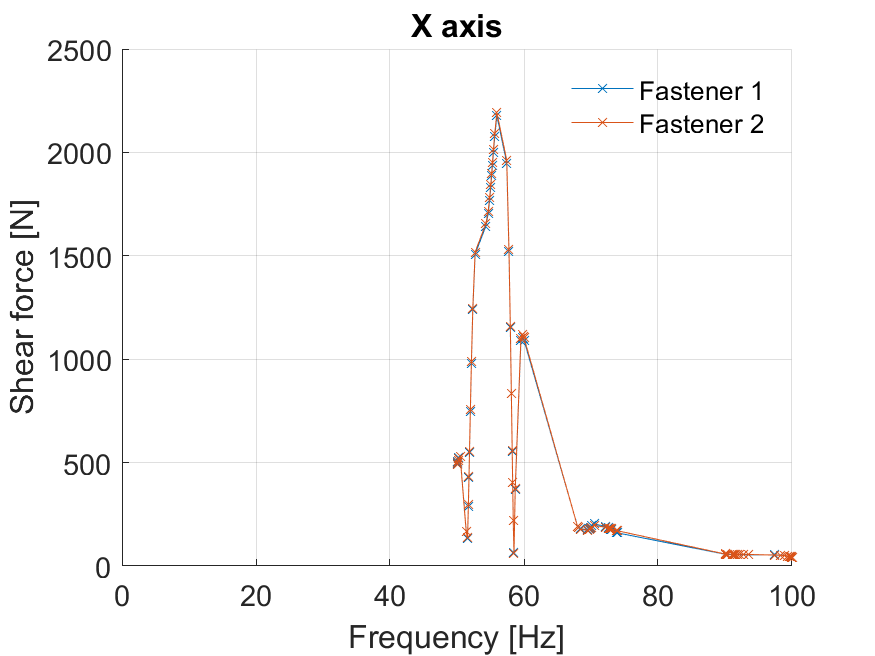 X axis
Fastener 1
Fastener 2
Shear force [N]
2500
2000
1500
1000
500
0
0 20 40 60 80 100
Frequency [Hz]